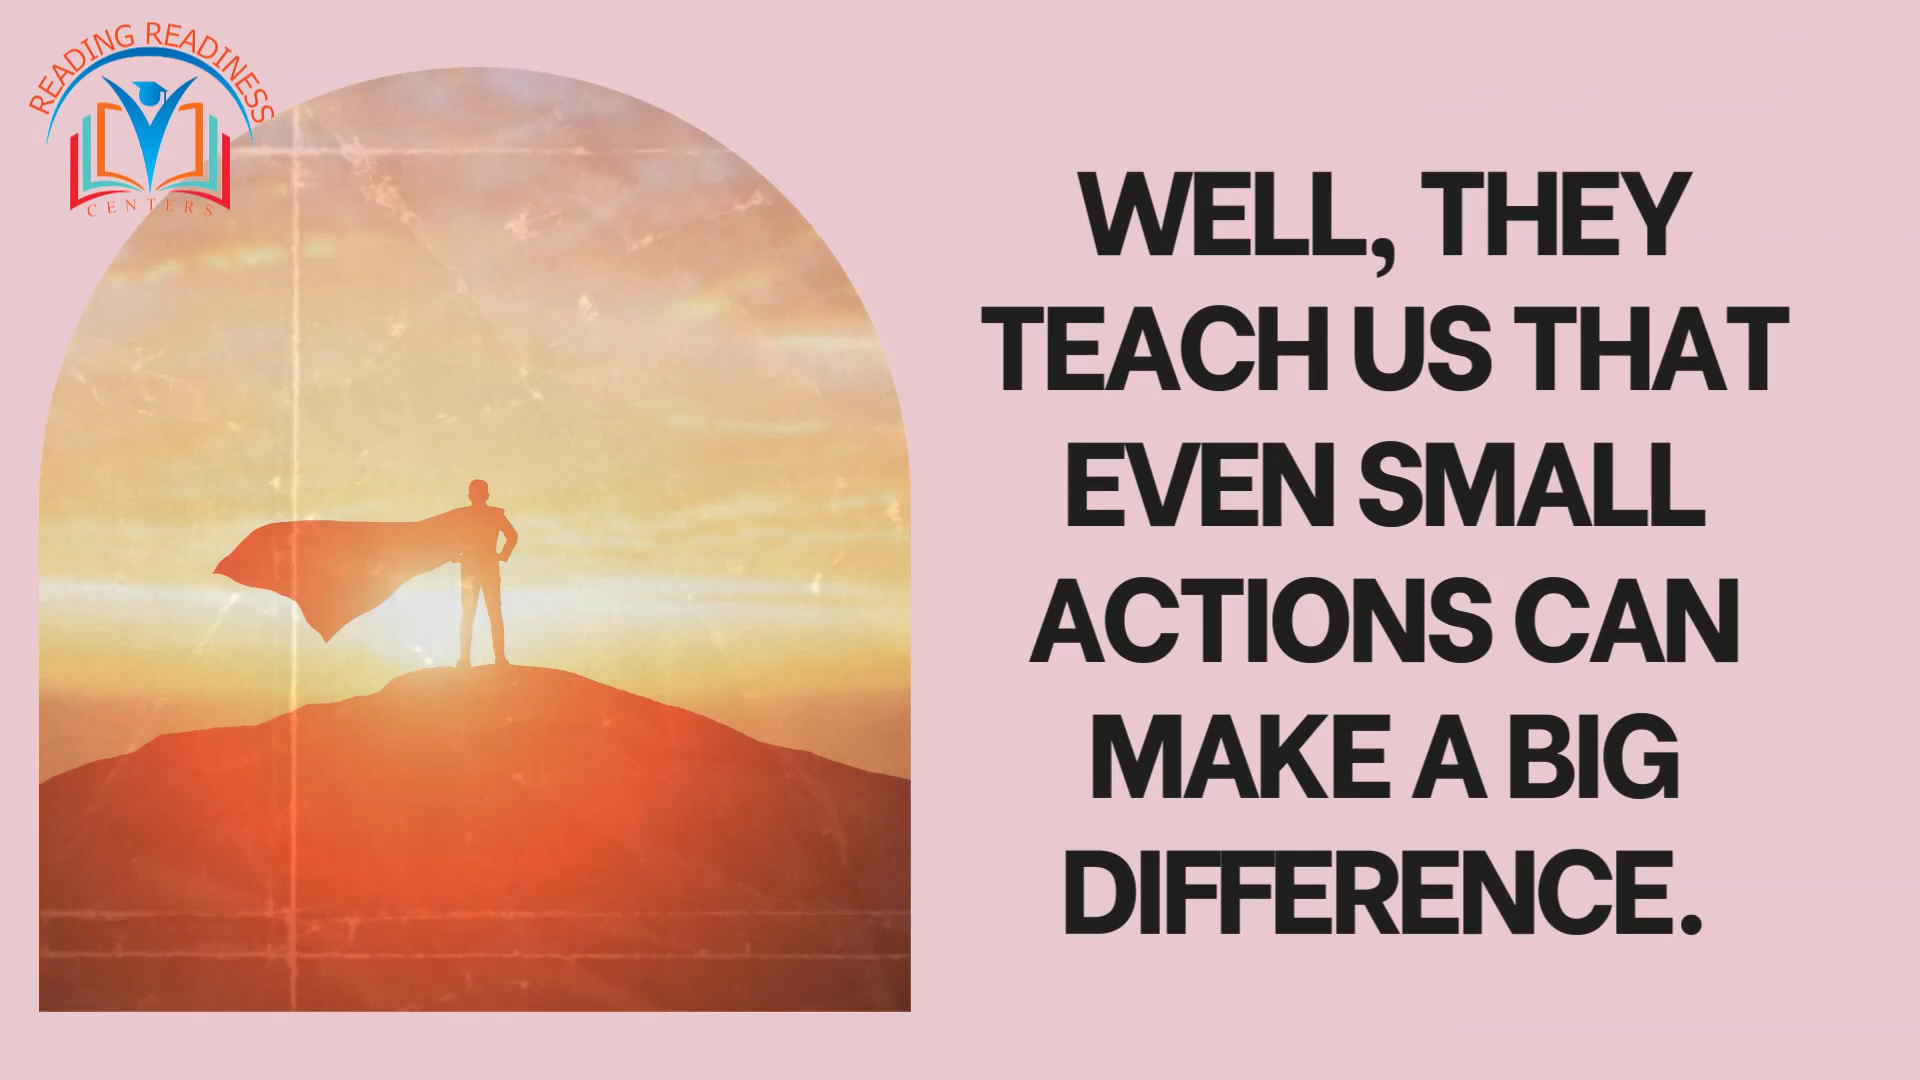 READING READINESS
CENTERS
WELL, THEY
TEACH US THAT
EVEN SMALL
ACTIONS CAN
MAKE A BIG
DIFFERENCE.